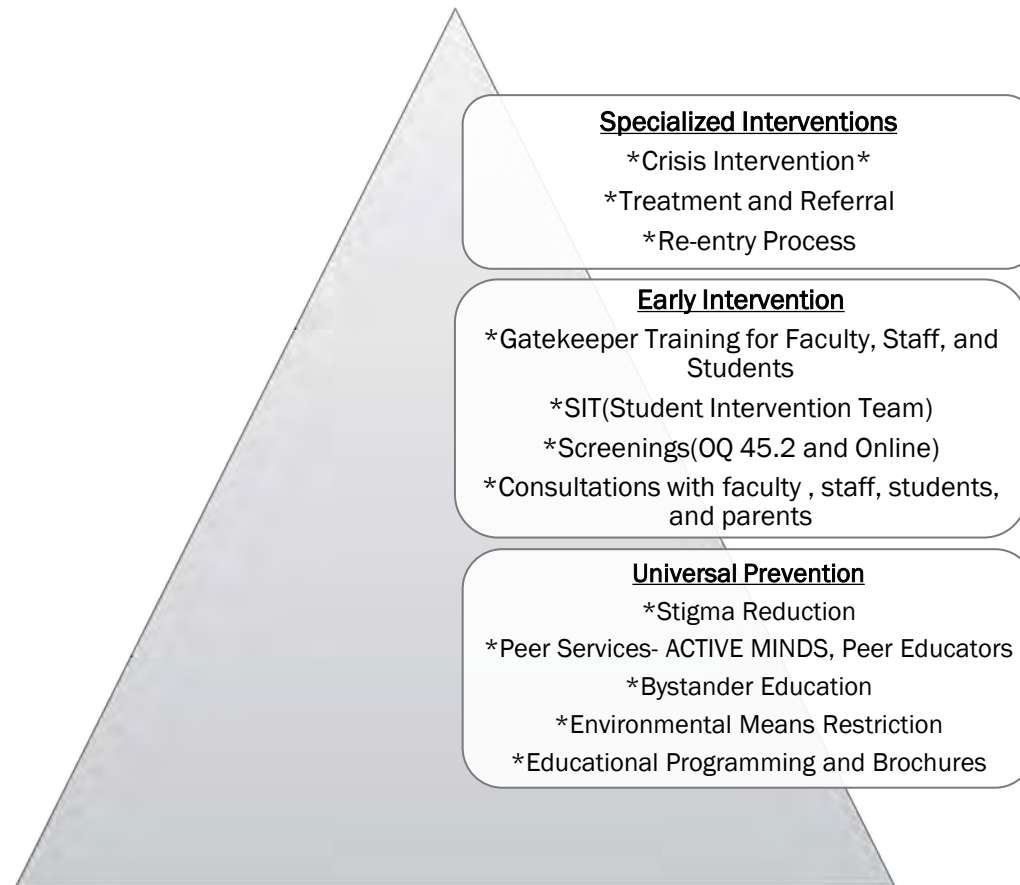 Specialized Interventions
*Crisis Intervention*
*Treatment and Referral
*Re-entry Process
Early Intervention
*Gatekeeper Training for Faculty, Staff, and
Students
*SIT(Student Intervention Team)
*Screenings(OQ 45.2 and Online)
*Consultations with faculty , staff, students,
and parents
Universal Prevention
*Stigma Reduction
*Peer Services- ACTIVE MINDS, Peer Educators
*Bystander Education
*Environmental Means Restriction
*Educational Programming and Brochures